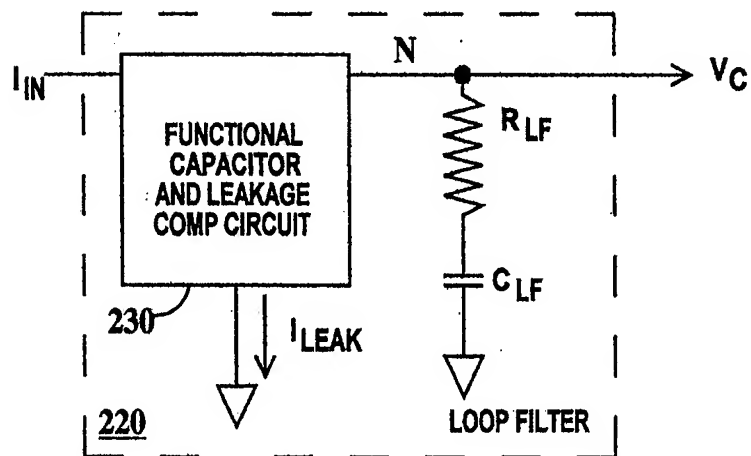 I_IN
N
V_C
R_LF
FUNCTIONAL
CAPACITOR
AND LEAKAGE
COMP CIRCUIT
C_LF
230
I_LEAK
220
LOOP FILTER